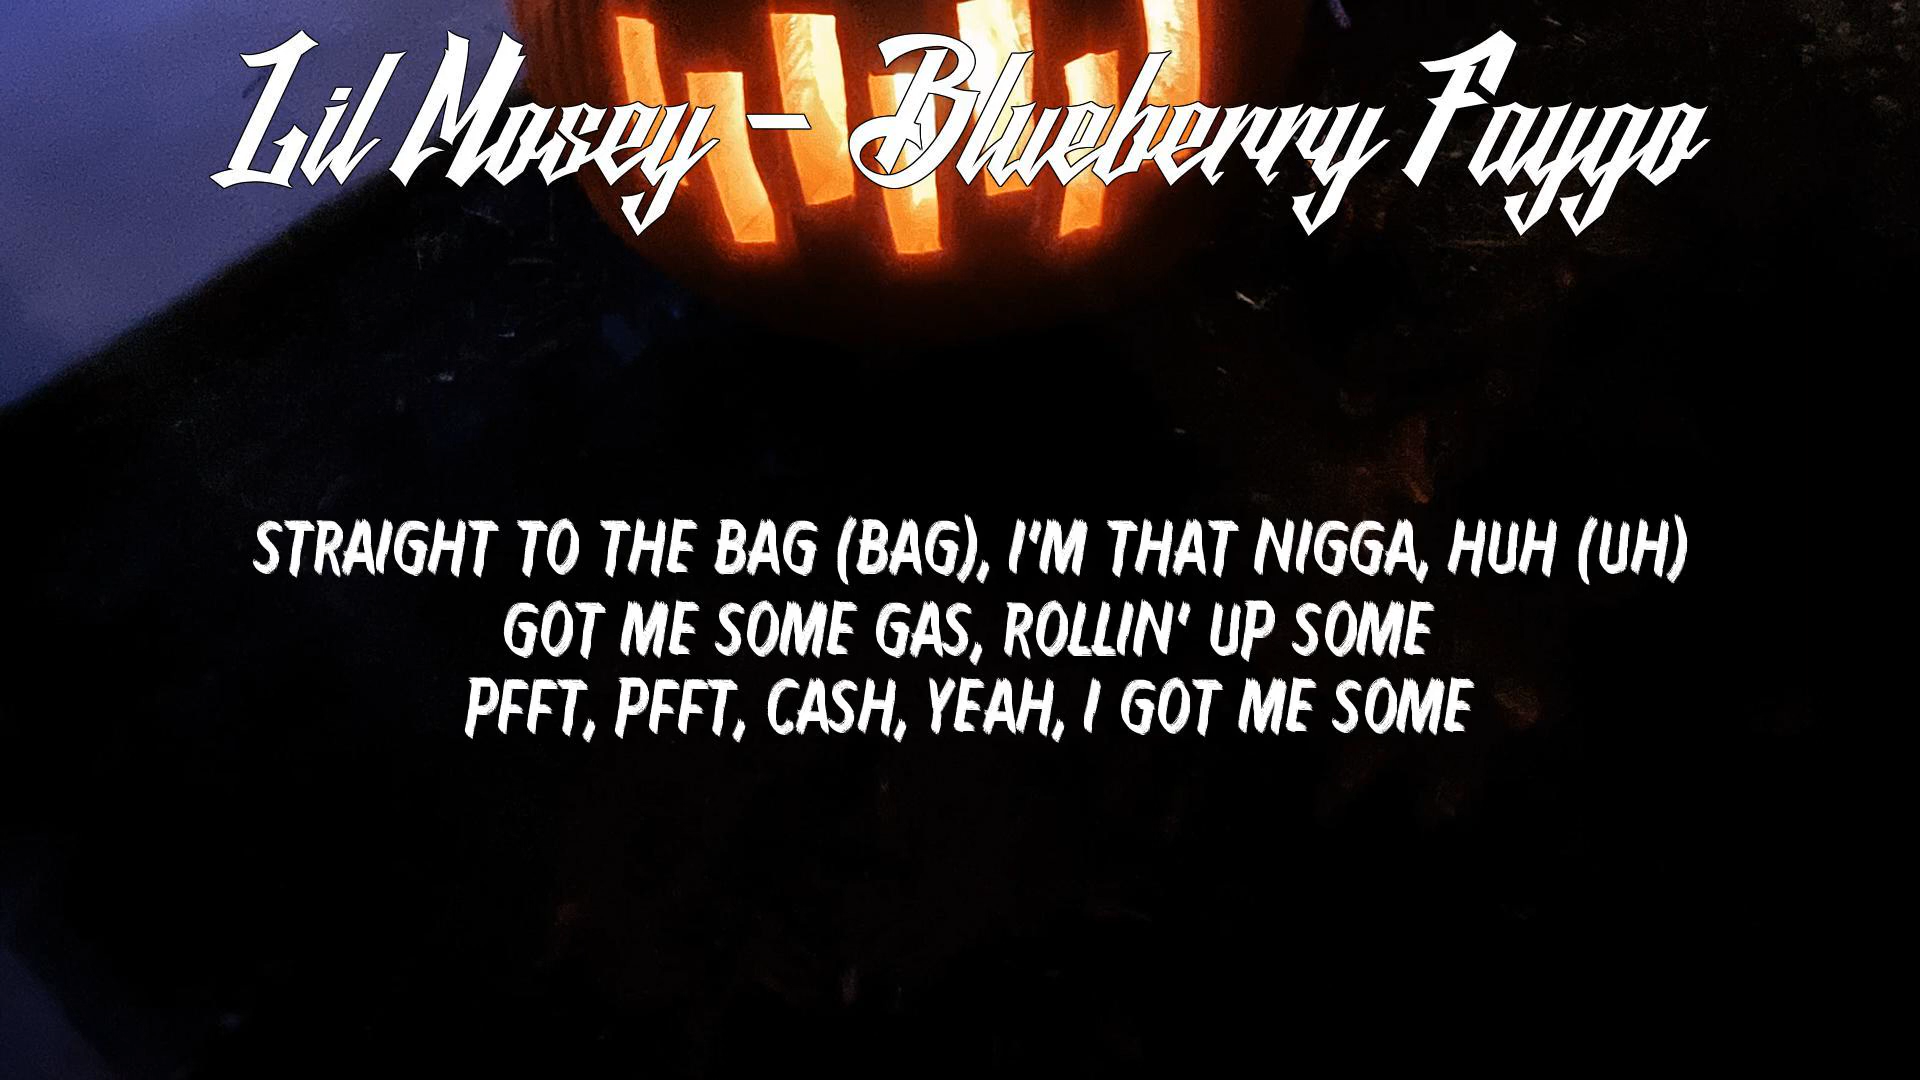 Lil Mosey - Blueberry Faygo
STRAIGHT TO THE BAG (BAG), I'M THAT NIGGA, HUH (UH)
GOT ME SOME GAS, ROLLIN' UP SOME
PFFT, PFFT, CASH, YEAH, I GOT ME SOME